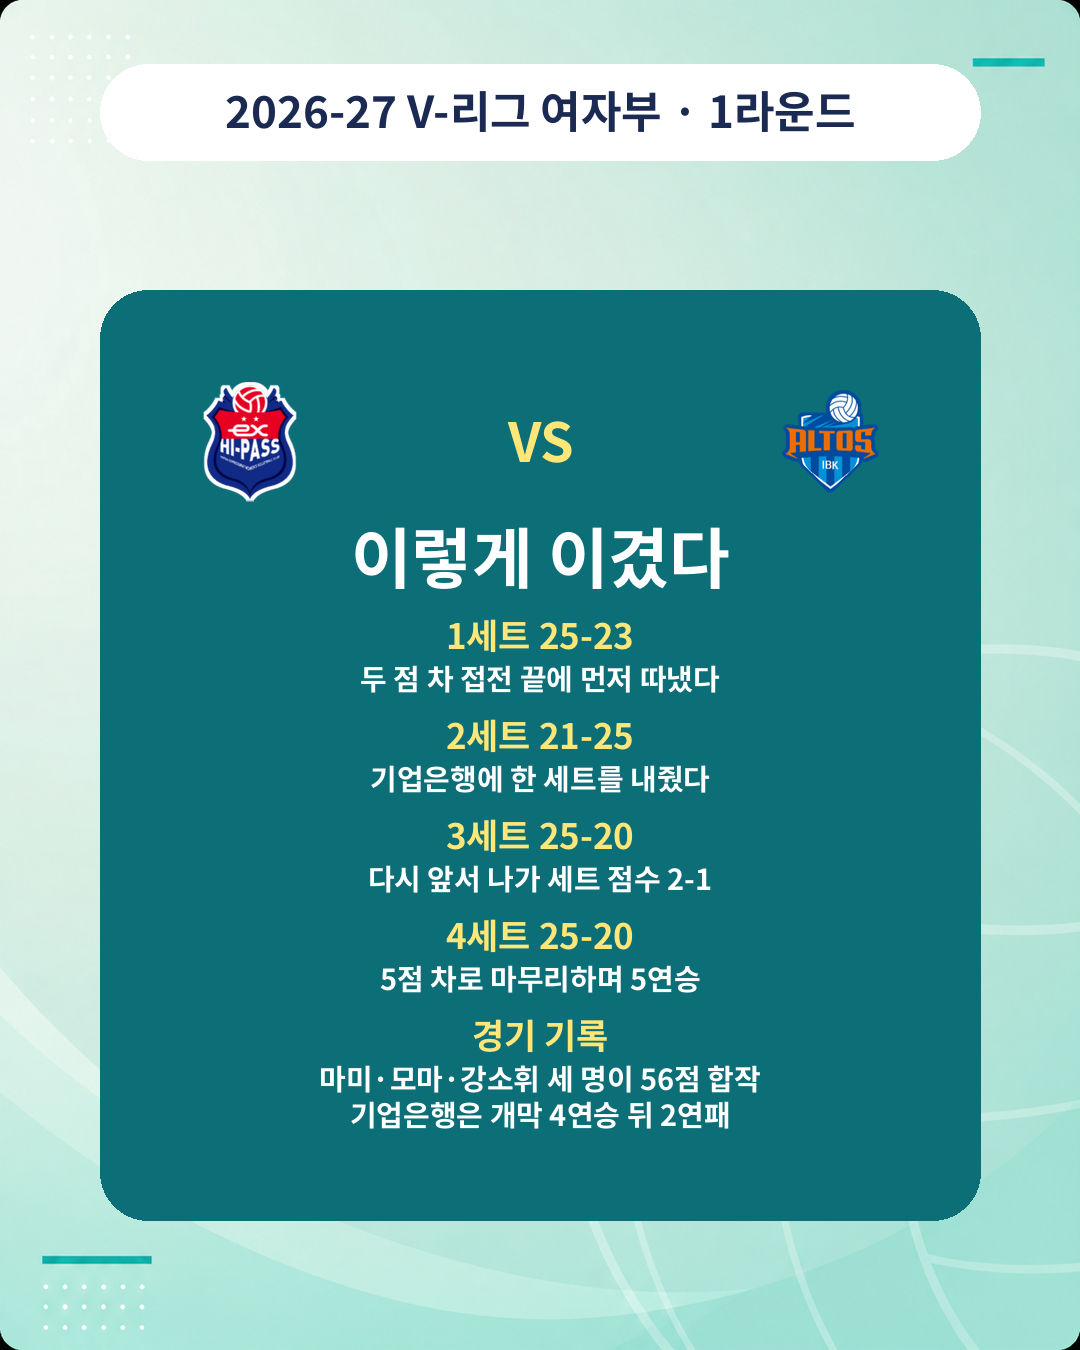 2026-27 V-리그 여자부 · 1라운드
ex
HI-PASS
VS
ALTOS
IBK
이렇게 이겼다
1세트 25-23
두 점 차 접전 끝에 먼저 따냈다
2세트 21-25
기업은행에 한 세트를 내줬다
3세트 25-20
다시 앞서 나가 세트 점수 2-1
4세트 25-20
5점 차로 마무리하며 5연승
경기 기록
마미·모마·강소휘 세 명이 56점 합작
기업은행은 개막 4연승 뒤 2연패